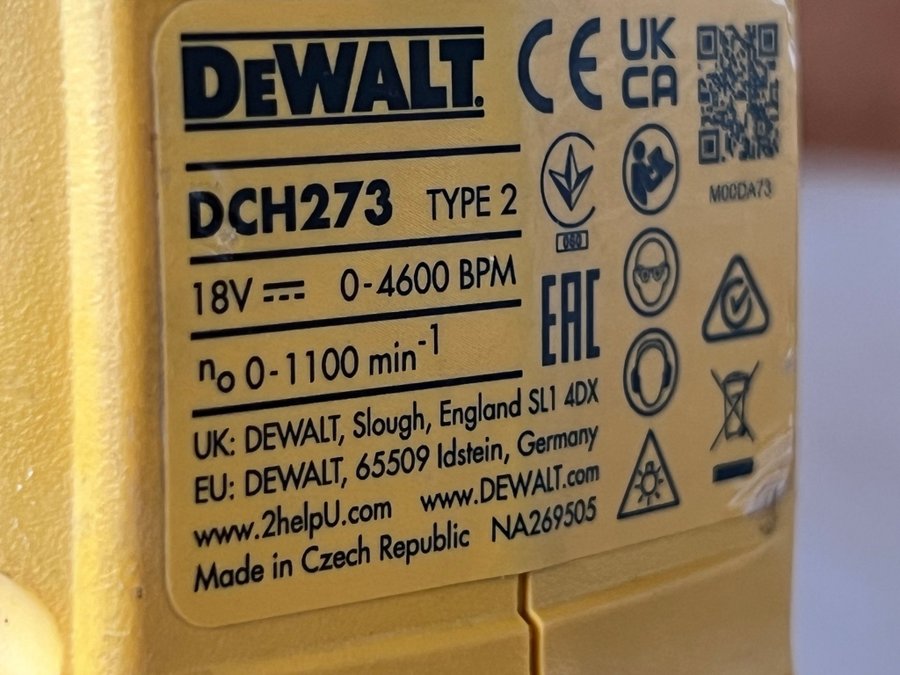 DEWALT.
CE
UK
CA
M00DA73
DCH273 TYPE 2
18V 0-4600 BPM
EAC
n₀ 0-1100 min⁻¹
UK: DEWALT, Slough, England SL1 4DX
EU: DEWALT, 65509 Idstein, Germany
www.2helpU.com www.DEWALT.com
Made in Czech Republic NA269505